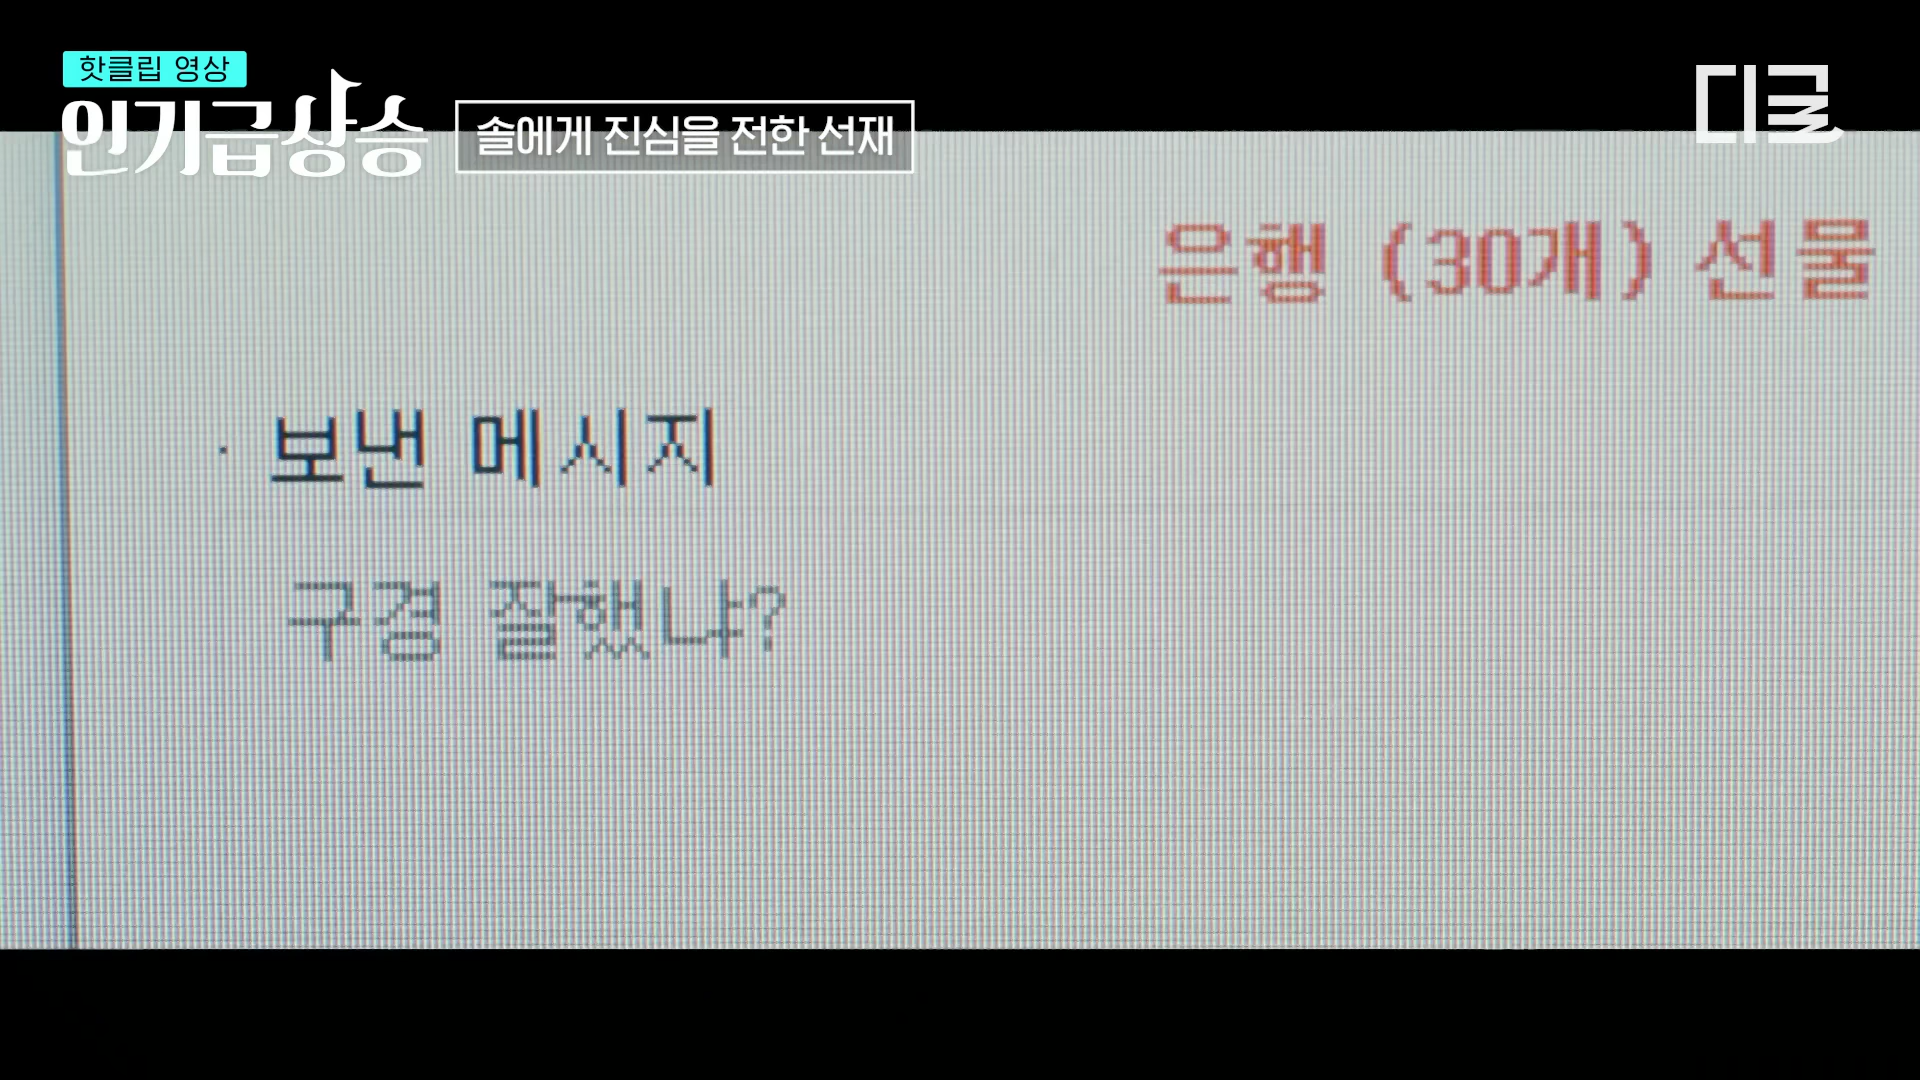 핫클립 영상
인기급상승
솔에게 진심을 전한 선재
디글
은행 (30개) 선물
· 보낸 메시지
구경 잘했냐?